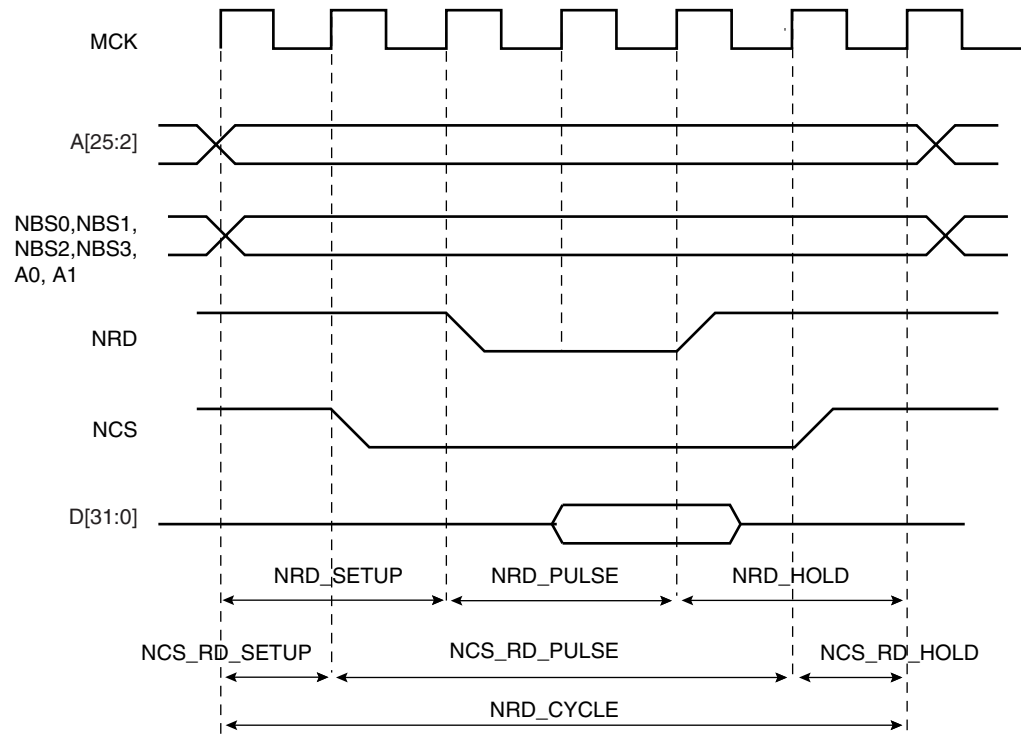 MCK
A[25:2]
NBS0,NBS1,
NBS2,NBS3,
A0, A1
NRD
NCS
D[31:0]
NRD_SETUP NRD_PULSE NRD_HOLD
NCS_RD_SETUP NCS_RD_PULSE NCS_RD_HOLD
NRD_CYCLE